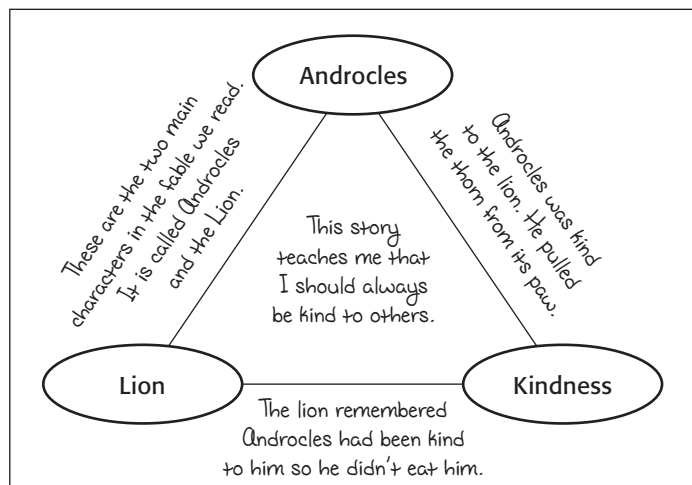 Androcles
These are the two main
characters in the fable we read.
It is called Androcles
and the Lion.
Androcles was kind
to the lion. He pulled
the thorn from its paw.
This story
teaches me that
I should always
be kind to others.
Lion
Kindness
The lion remembered
Androcles had been kind
to him so he didn't eat him.